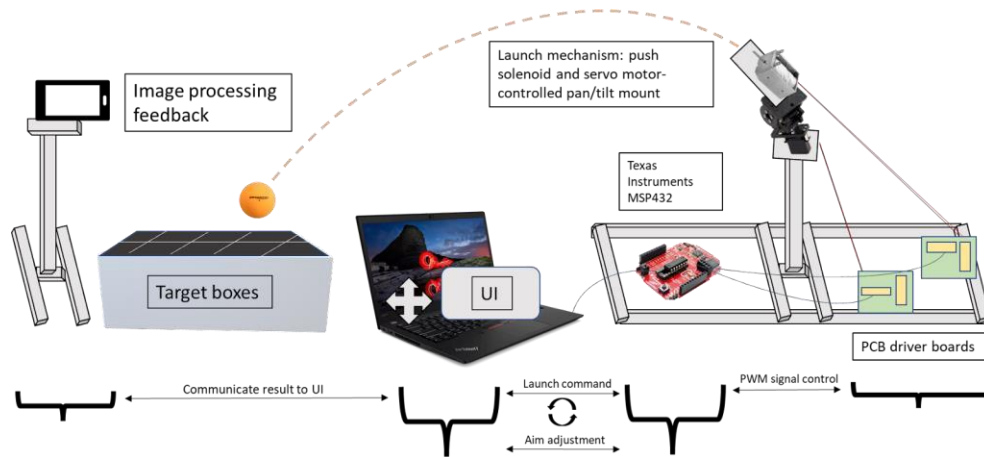 Launch mechanism: push
solenoid and servo motor-
controlled pan/tilt mount
Image processing
feedback
Texas
Instruments
MSP432
Target boxes
UI
PCB driver boards
Communicate result to UI
Launch command
PWM signal control
Aim adjustment